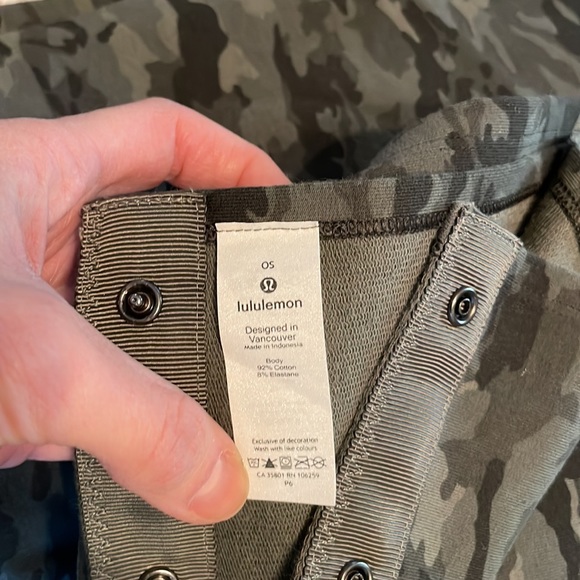 OS
lululemon
Designed in
Vancouver
Made in Indonesia
Body
92% Cotton
8% Elastane
Exclusive of decoration
Wash with like colours
CA 35801 RN 106259
P6